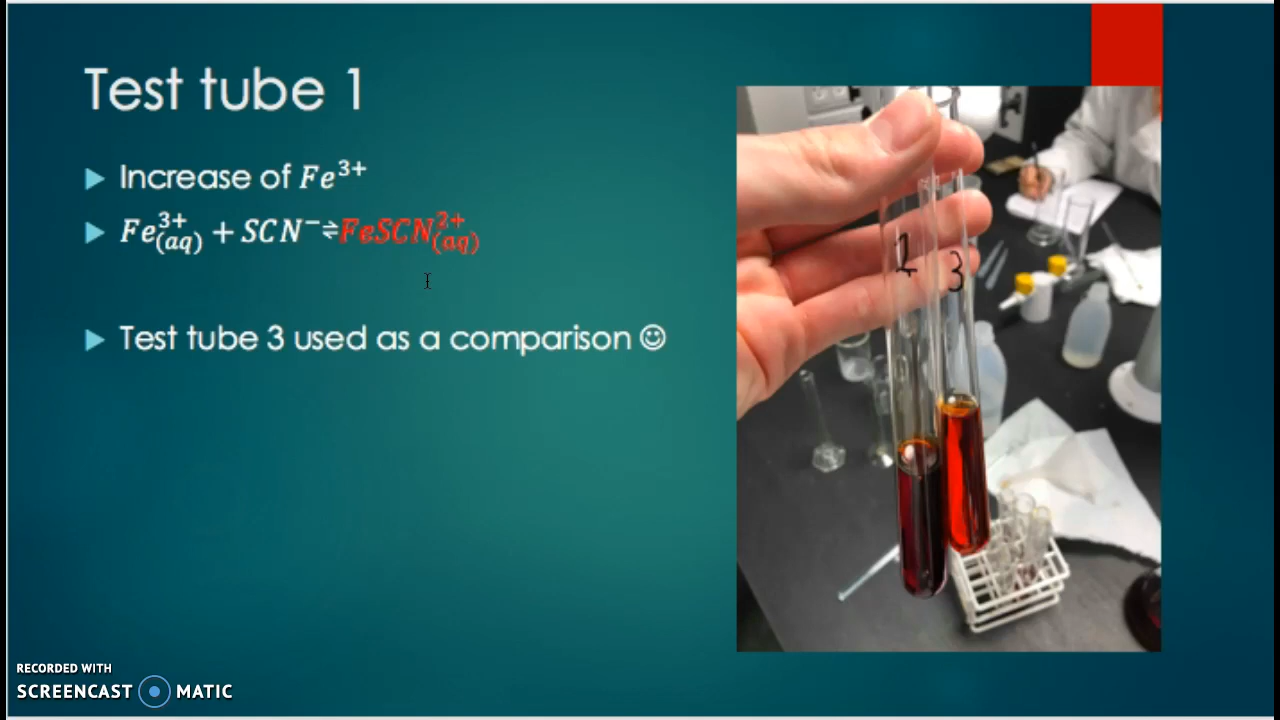 Test tube 1
Increase of Fe³⁺
Fe³⁺₍aq₎ + SCN⁻ ⇌ FeSCN²⁺₍aq₎
Test tube 3 used as a comparison ☺
3
RECORDED WITH
SCREENCAST MATIC